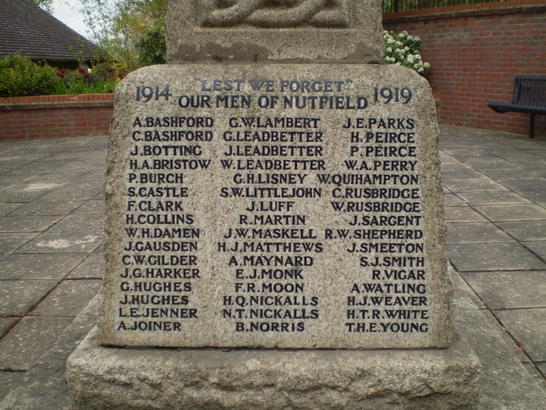 "LEST WE FORGET"
1914 OUR MEN OF NUTFIELD 1919
A. BASHFORD G. W. LAMBERT J. E. PARKS
C. BASHFORD G. LEADBETTER H. PEIRCE
J. BOTTING J. LEADBETTER P. PEIRCE
H. A. BRISTOW W. LEADBETTER W. A. PERRY
P. BURCH G. H. LISNEY W. QUIHAMPTON
S. CASTLE S. W. LITTLEJOHN C. RUSBRIDGE
F. CLARK J. LUFF W. RUSBRIDGE
H. COLLINS R. MARTIN J. SARGENT
W. H. DAMEN J. W. MASKELL R. W. SHEPHERD
J. GAUSDEN H. J. MATTHEWS J. SMEETON
C. W. GILDER A. MAYNARD S. J. SMITH
J. G. HARKER E. J. MONK R. VIGAR
G. HUGHES F. R. MOON A. WATLING
J. HUGHES H. Q. NICKALLS H. J. WEAVER
L. E. JENNER N. T. NICKALLS H. T. R. WHITE
A. JOINER B. NORRIS T. H. E. YOUNG